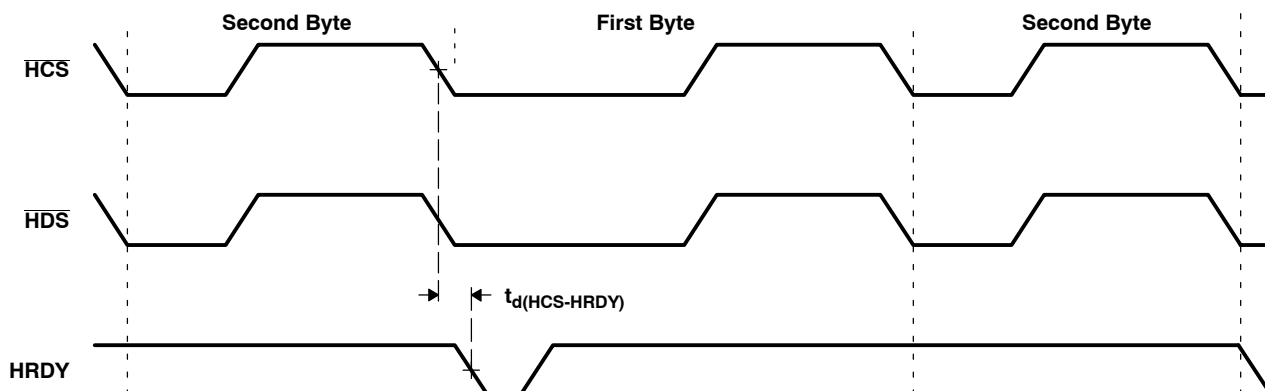 Second Byte First Byte Second Byte
HCS
HDS
td(HCS-HRDY)
HRDY